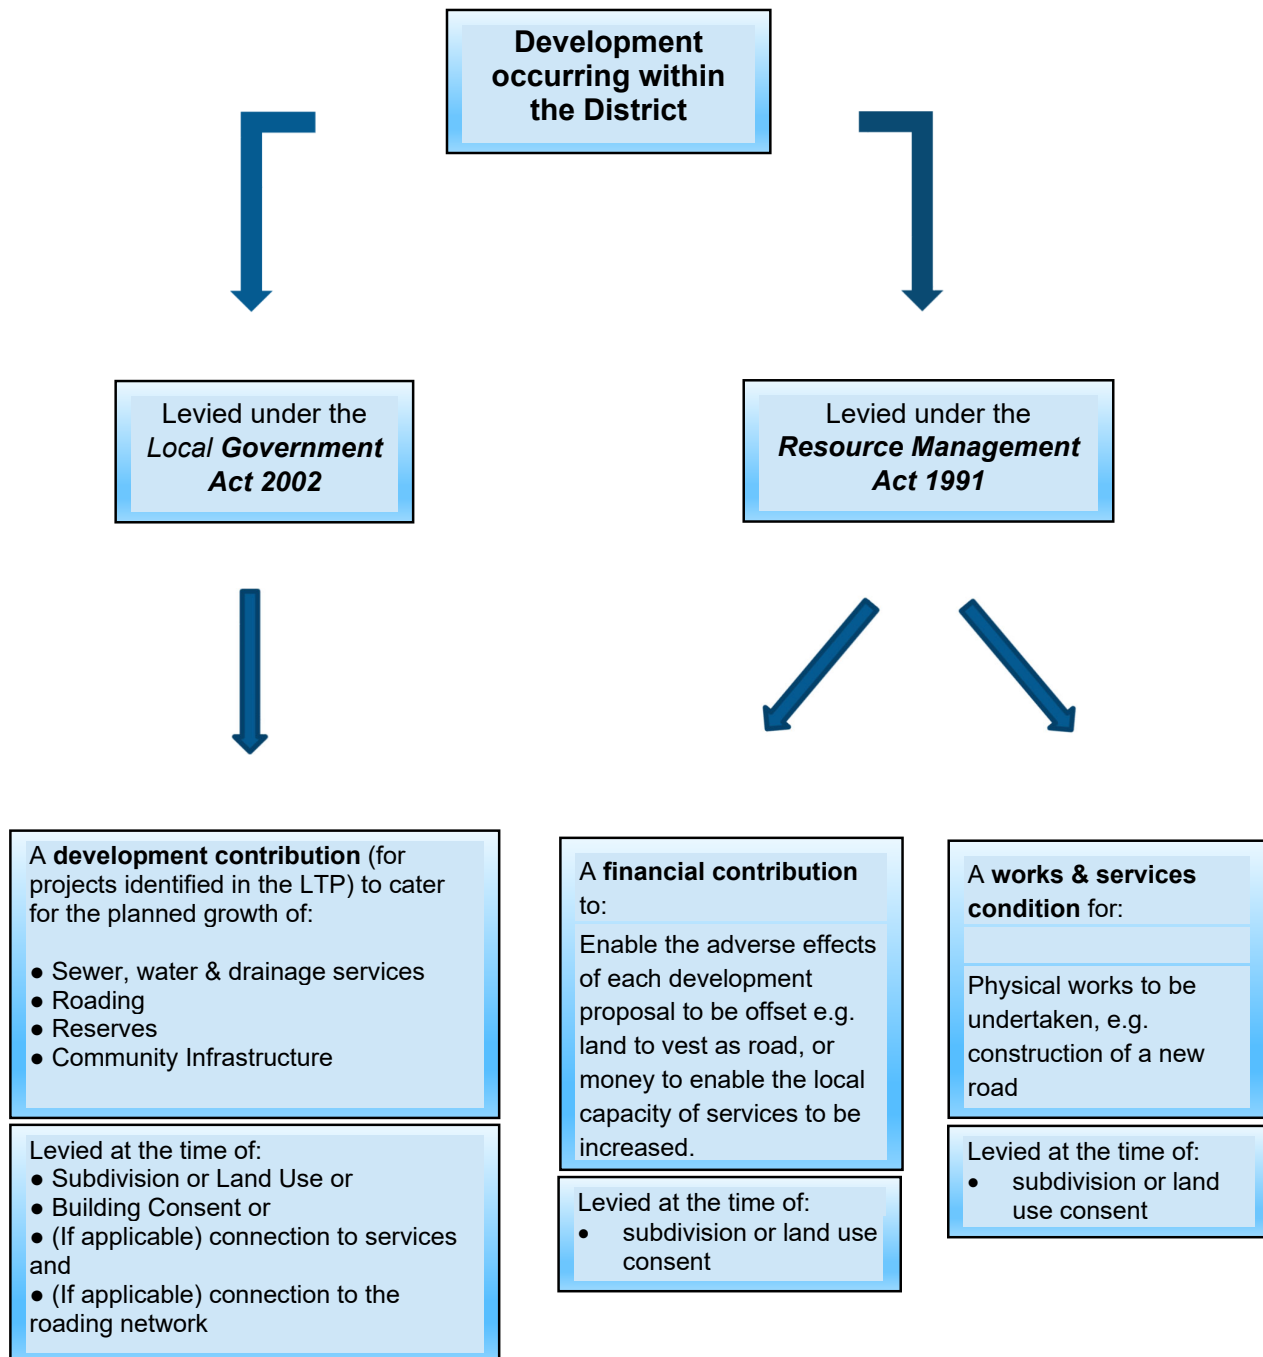 Development
occurring within
the District
Levied under the
Local Government
Act 2002
Levied under the
Resource Management
Act 1991
A development contribution (for
projects identified in the LTP) to cater
for the planned growth of:
● Sewer, water & drainage services
● Roading
● Reserves
● Community Infrastructure
Levied at the time of:
● Subdivision or Land Use or
● Building Consent or
● (If applicable) connection to services
and
● (If applicable) connection to the
roading network
A financial contribution
to:
Enable the adverse effects
of each development
proposal to be offset e.g.
land to vest as road, or
money to enable the local
capacity of services to be
increased.
Levied at the time of:
• subdivision or land use
consent
A works & services
condition for:
Physical works to be
undertaken, e.g.
construction of a new
road
Levied at the time of:
• subdivision or land
use consent